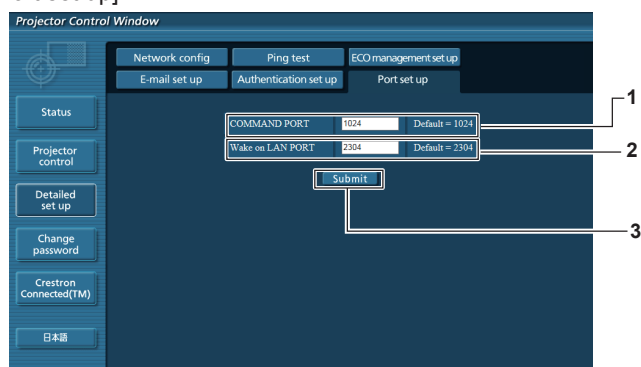 set up]
Projector Control Window
Network config
Ping test
ECO management set up
E-mail set up
Authentication set up
Port set up
Status
Projector
control
Detailed
set up
Change
password
Crestron
Connected(TM)
日本語
COMMAND PORT 1024 Default = 1024
Wake on LAN PORT 2304 Default = 2304
Submit
1
2
3